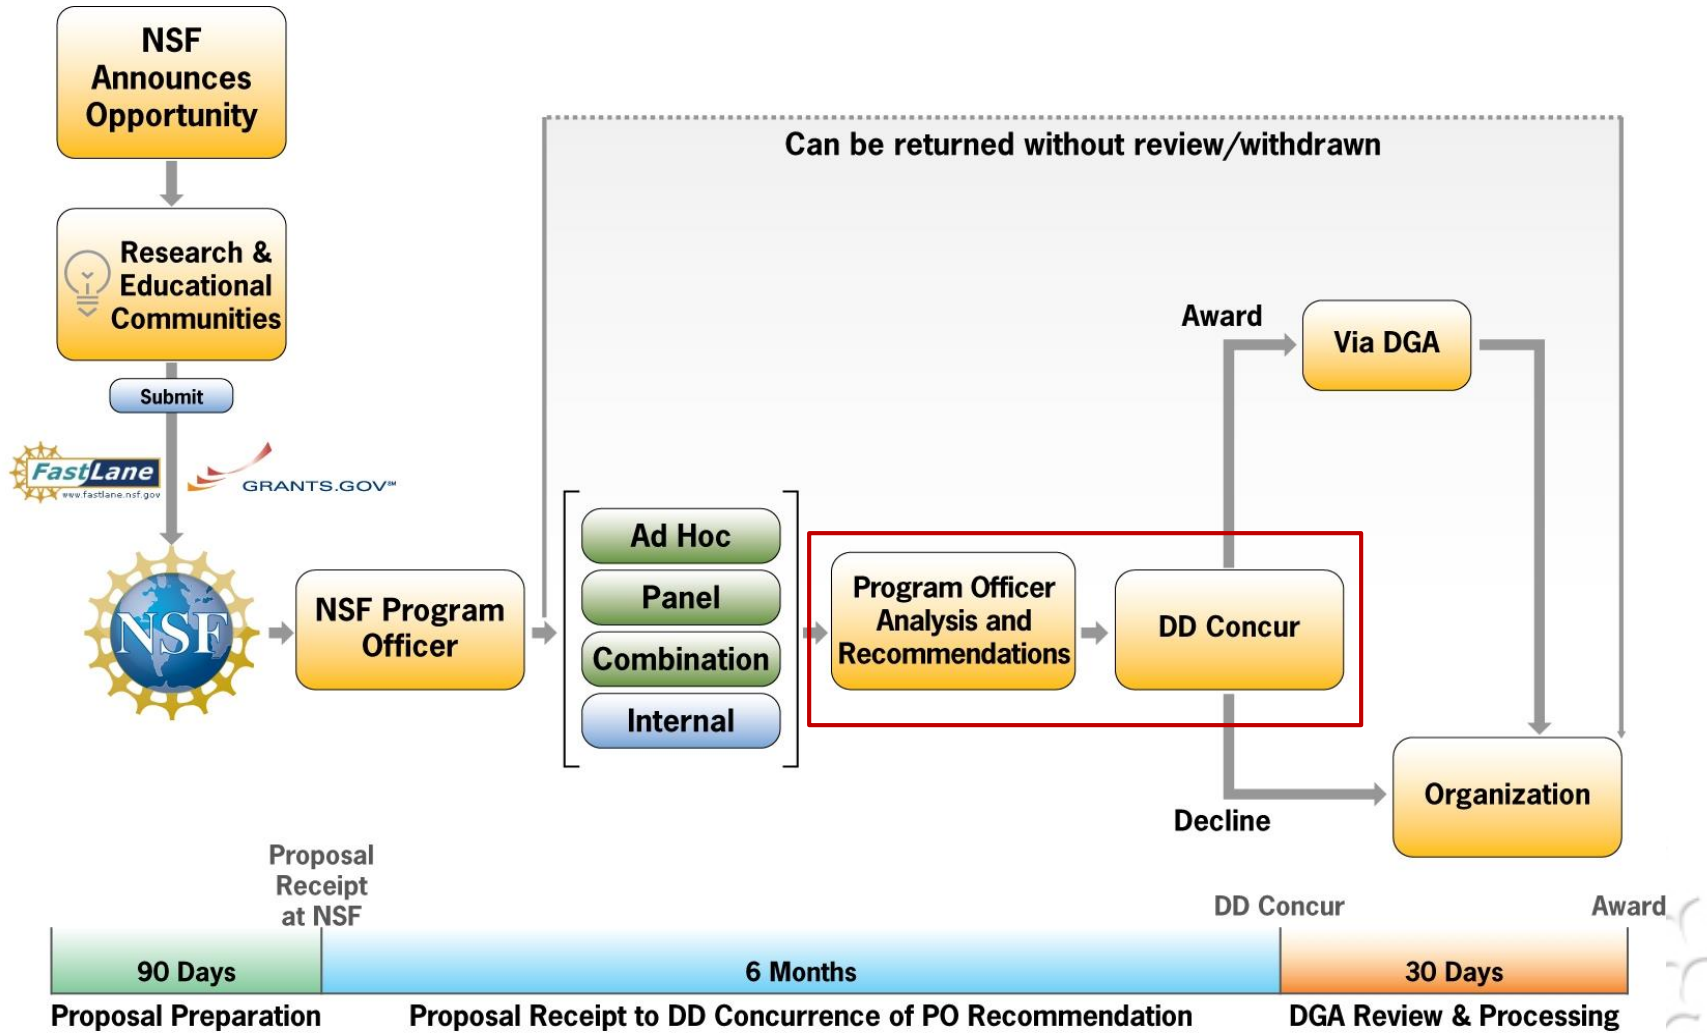 NSF
Announces
Opportunity
Can be returned without review/withdrawn
Research &
Educational
Communities
Submit
FastLane
www.fastlane.nsf.gov
GRANTS.GOV℠
Award
Via DGA
NSF
NSF Program
Officer
Ad Hoc
Panel
Combination
Internal
Program Officer
Analysis and
Recommendations
DD Concur
Decline
Organization
Proposal
Receipt
at NSF
DD Concur
Award
90 Days
6 Months
30 Days
Proposal Preparation
Proposal Receipt to DD Concurrence of PO Recommendation
DGA Review & Processing